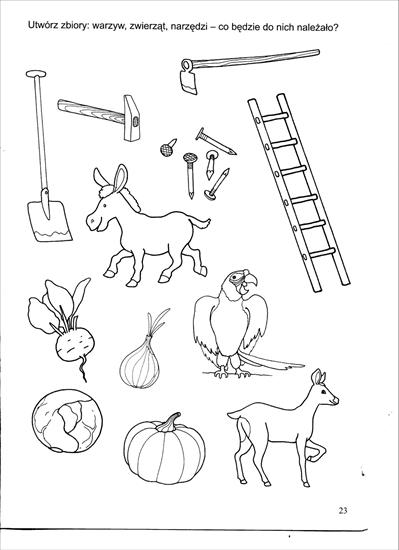 Utwórz zbiory: warzyw, zwierząt, narzędzi – co będzie do nich należało?
23